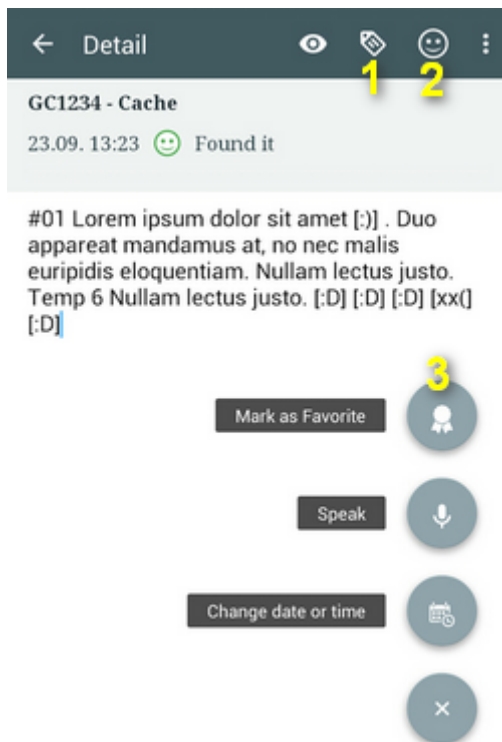 Detail
1
2
GC1234 - Cache
23.09. 13:23 Found it
#01 Lorem ipsum dolor sit amet [:)] . Duo
appareat mandamus at, no nec malis
euripidis eloquentiam. Nullam lectus justo.
Temp 6 Nullam lectus justo. [:D] [:D] [:D] [xx(]
[:D]
3
Mark as Favorite
Speak
Change date or time